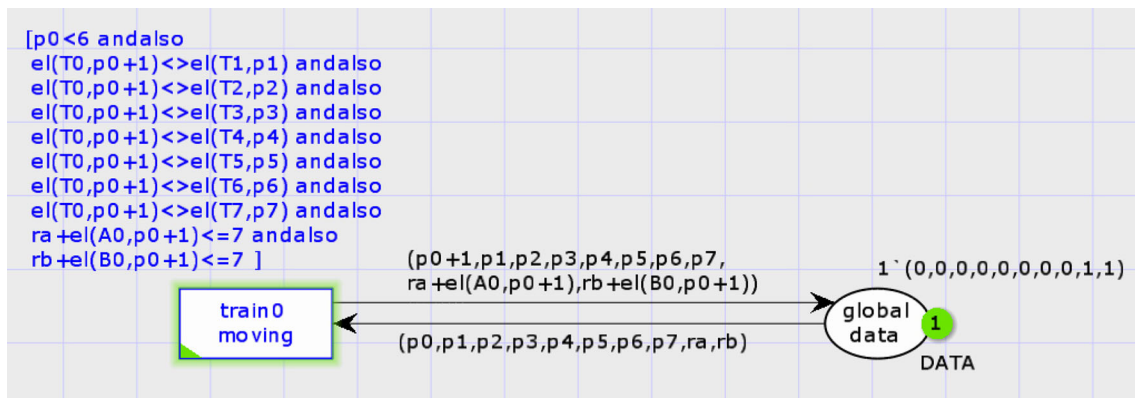 [p0<6 andalso
el(T0,p0+1)<>el(T1,p1) andalso
el(T0,p0+1)<>el(T2,p2) andalso
el(T0,p0+1)<>el(T3,p3) andalso
el(T0,p0+1)<>el(T4,p4) andalso
el(T0,p0+1)<>el(T5,p5) andalso
el(T0,p0+1)<>el(T6,p6) andalso
el(T0,p0+1)<>el(T7,p7) andalso
ra+el(A0,p0+1)<=7 andalso
rb+el(B0,p0+1)<=7 ]
(p0+1,p1,p2,p3,p4,p5,p6,p7,
ra+el(A0,p0+1),rb+el(B0,p0+1))
1`(0,0,0,0,0,0,0,0,1,1)
train0
moving
global
data
1
(p0,p1,p2,p3,p4,p5,p6,p7,ra,rb)
DATA